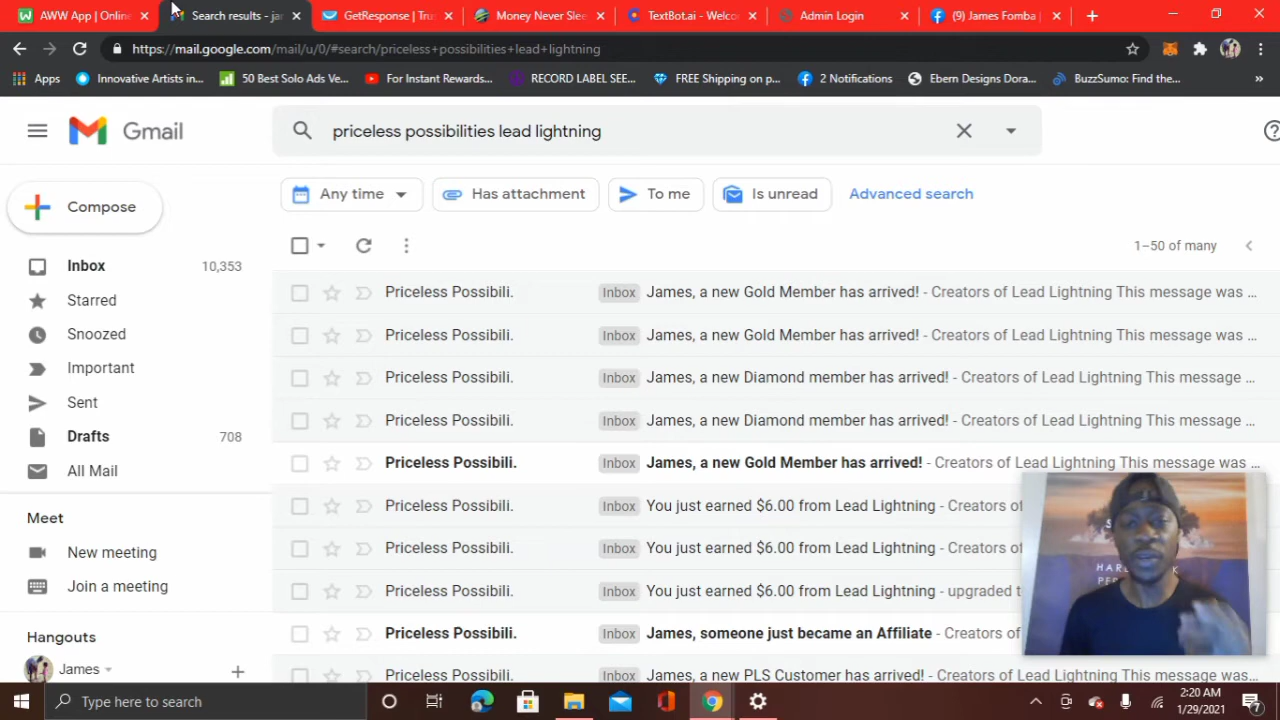 AWW App | Online
Search results - jar
GetResponse | Trus
Money Never Slee
TextBot.ai - Welco
Admin Login
(9) James Fomba |
https://mail.google.com/mail/u/0/#search/priceless+possibilities+lead+lightning
Apps
Innovative Artists in...
50 Best Solo Ads Ve...
For Instant Rewards...
RECORD LABEL SEE...
FREE Shipping on p...
2 Notifications
Ebern Designs Dora...
BuzzSumo: Find the...
»
Gmail
priceless possibilities lead lightning
Compose
Any time
Has attachment
To me
Is unread
Advanced search
1–50 of many
Inbox 10,353
Starred
Snoozed
Important
Sent
Drafts 708
All Mail
Meet
New meeting
Join a meeting
Hangouts
James
Priceless Possibili. Inbox James, a new Gold Member has arrived! - Creators of Lead Lightning This message was ...
Priceless Possibili. Inbox James, a new Gold Member has arrived! - Creators of Lead Lightning This message was ...
Priceless Possibili. Inbox James, a new Diamond member has arrived! - Creators of Lead Lightning This message ...
Priceless Possibili. Inbox James, a new Diamond member has arrived! - Creators of Lead Lightning This message ...
Priceless Possibili. Inbox James, a new Gold Member has arrived! - Creators of Lead Lightning This message was ...
Priceless Possibili. Inbox You just earned $6.00 from Lead Lightning - Creators of
Priceless Possibili. Inbox You just earned $6.00 from Lead Lightning - Creators of
Priceless Possibili. Inbox You just earned $6.00 from Lead Lightning - upgraded t
Priceless Possibili. Inbox James, someone just became an Affiliate - Creators o
Priceless Possibili. Inbox James, a new PLS Customer has arrived! - Creators of
Type here to search
2:20 AM
1/29/2021
7